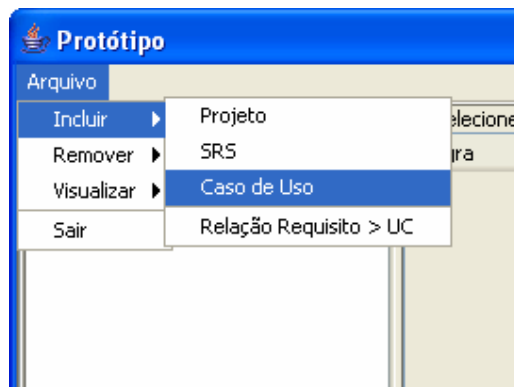 Protótipo
Arquivo
Incluir
Remover
Visualizar
Sair
Projeto
SRS
Caso de Uso
Relação Requisito > UC